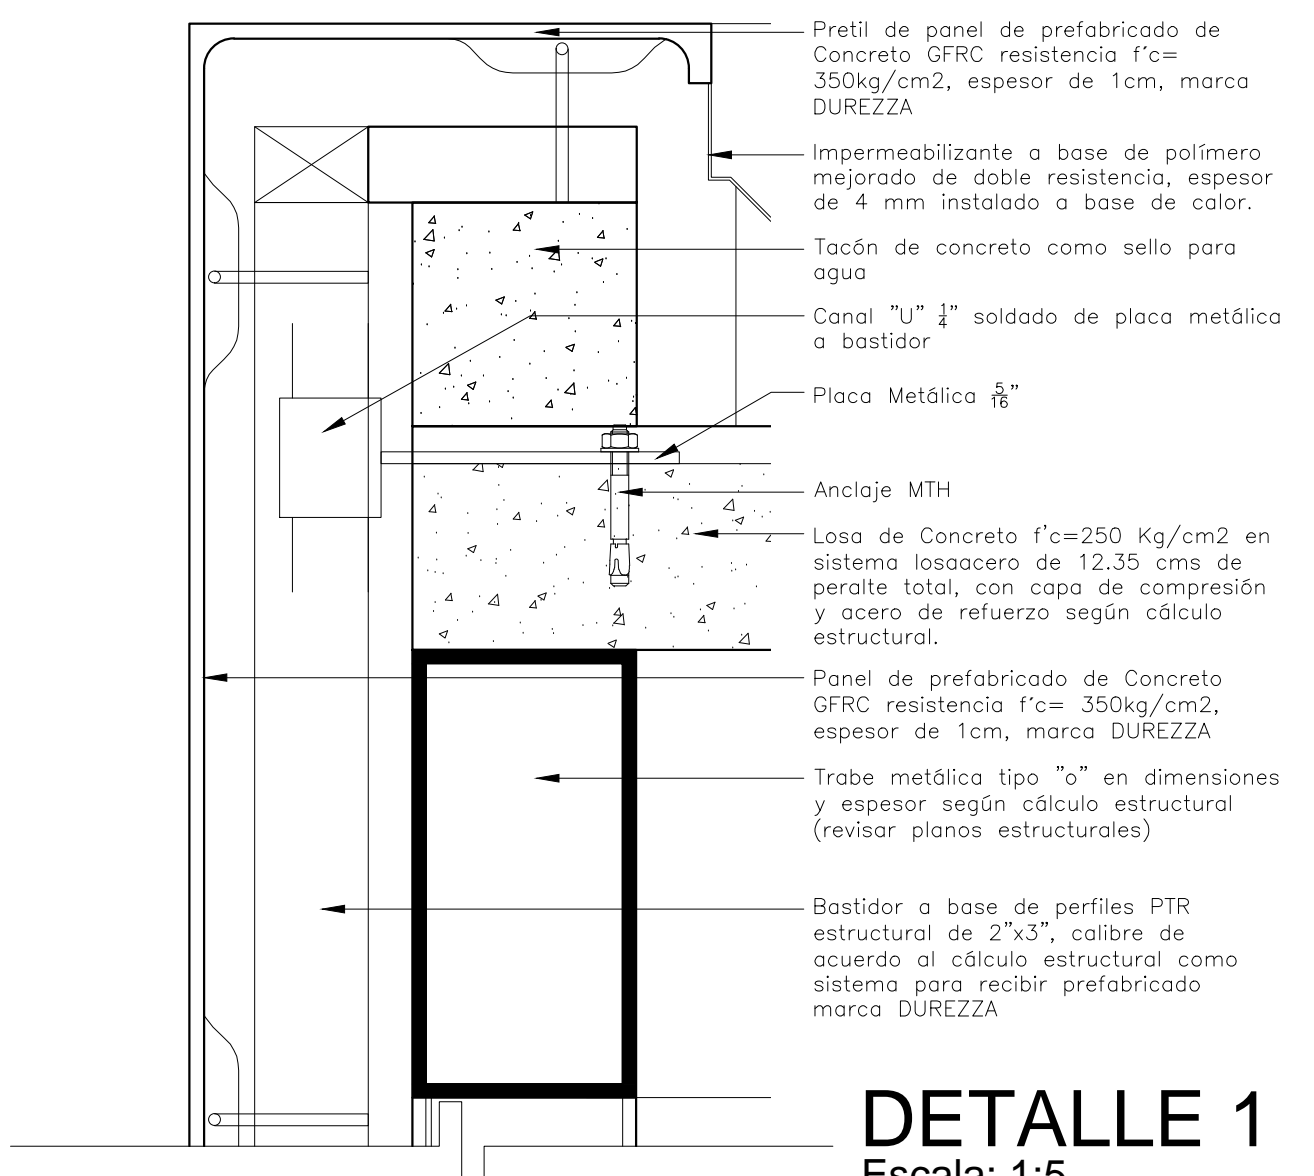 Pretil de panel de prefabricado de
Concreto GFRC resistencia f´c=
350kg/cm2, espesor de 1cm, marca
DUREZZA
Impermeabilizante a base de polímero
mejorado de doble resistencia, espesor
de 4 mm instalado a base de calor.
Tacón de concreto como sello para
agua
Canal "U" 1/4" soldado de placa metálica
a bastidor
Placa Metálica 5/16"
Anclaje MTH
Losa de Concreto f'c=250 Kg/cm2 en
sistema losaacero de 12.35 cms de
peralte total, con capa de compresión
y acero de refuerzo según cálculo
estructural.
Panel de prefabricado de Concreto
GFRC resistencia f´c= 350kg/cm2,
espesor de 1cm, marca DUREZZA
Trabe metálica tipo "o" en dimensiones
y espesor según cálculo estructural
(revisar planos estructurales)
Bastidor a base de perfiles PTR
estructural de 2"x3", calibre de
acuerdo al cálculo estructural como
sistema para recibir prefabricado
marca DUREZZA
DETALLE 1
Escala: 1:5